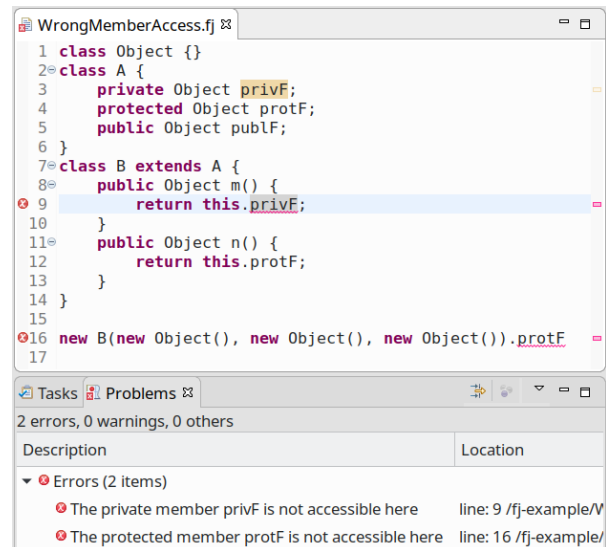 WrongMemberAccess.fj
1 class Object {}
2 class A {
3 private Object privF;
4 protected Object protF;
5 public Object publF;
6 }
7 class B extends A {
8 public Object m() {
9 return this.privF;
10 }
11 public Object n() {
12 return this.protF;
13 }
14 }
15
16 new B(new Object(), new Object(), new Object()).protF
17
Tasks Problems
2 errors, 0 warnings, 0 others
Description Location
Errors (2 items)
The private member privF is not accessible here line: 9 /fj-example/W
The protected member protF is not accessible here line: 16 /fj-example/